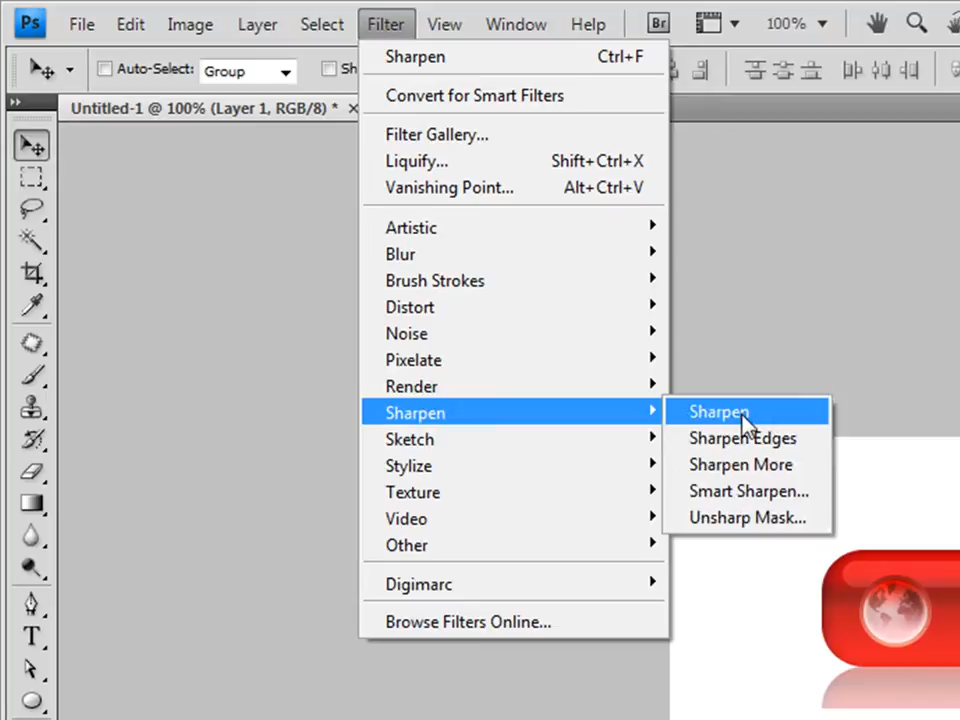 Ps File Edit Image Layer Select Filter View Window Help Br 100%
Auto-Select: Group
Untitled-1 @ 100% (Layer 1, RGB/8) *
Sharpen Ctrl+F
Convert for Smart Filters
Filter Gallery...
Liquify... Shift+Ctrl+X
Vanishing Point... Alt+Ctrl+V
Artistic
Blur
Brush Strokes
Distort
Noise
Pixelate
Render
Sharpen
Sketch
Stylize
Texture
Video
Other
Digimarc
Browse Filters Online...
Sharpen
Sharpen Edges
Sharpen More
Smart Sharpen...
Unsharp Mask...